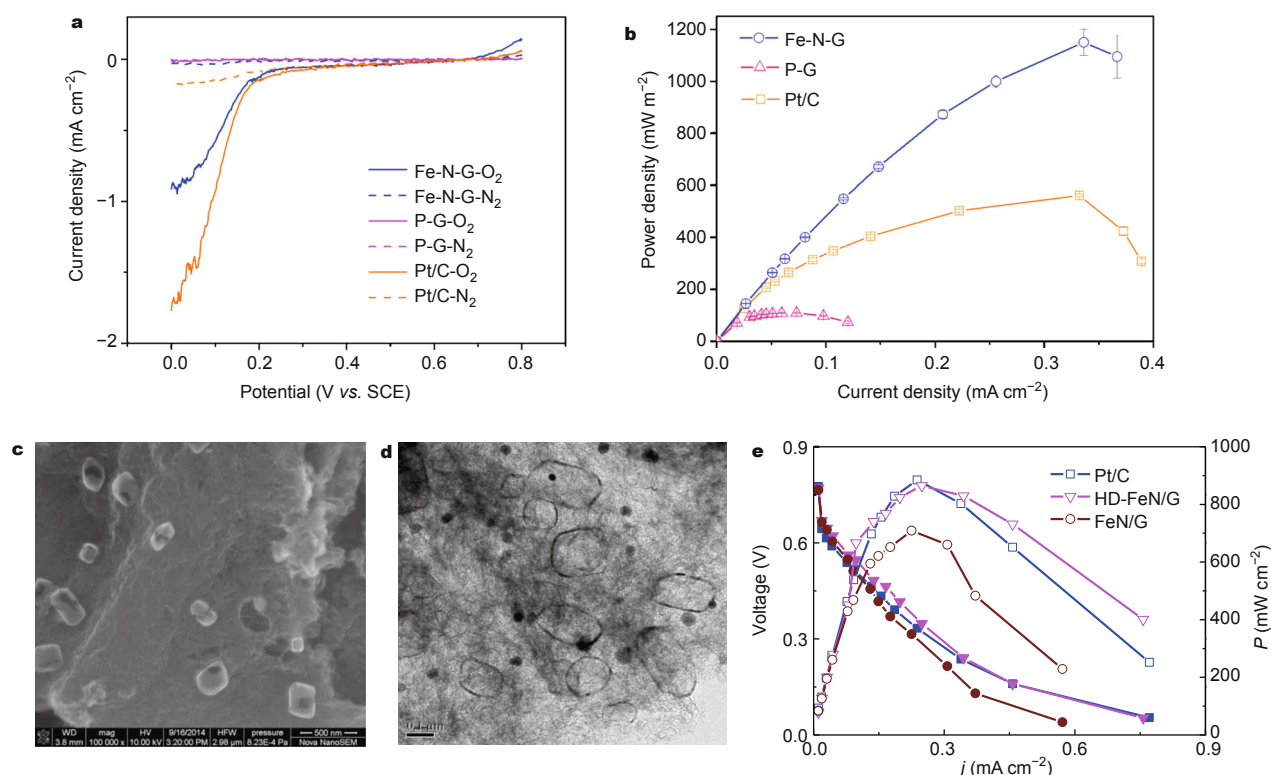 a
0
−1
−2
Current density (mA cm⁻²)
0.0 0.2 0.4 0.6 0.8
Potential (V vs. SCE)
Fe-N-G-O₂
Fe-N-G-N₂
P-G-O₂
P-G-N₂
Pt/C-O₂
Pt/C-N₂
b
1200
1000
800
600
400
200
0
Power density (mW m⁻²)
0.0 0.1 0.2 0.3 0.4
Current density (mA cm⁻²)
Fe-N-G
P-G
Pt/C
c
WD mag HV 9/16/2014 HFW pressure 500 nm
3.8 mm 100 000 x 10.00 kV 3:20:00 PM 2.98 µm 8.23E-4 Pa Nova NanoSEM
d
e
0.9
0.6
0.3
0.0
Voltage (V)
Pt/C
HD-FeN/G
FeN/G
1000
800
600
400
200
0
P (mW cm⁻²)
0.0 0.3 0.6 0.9
j (mA cm⁻²)